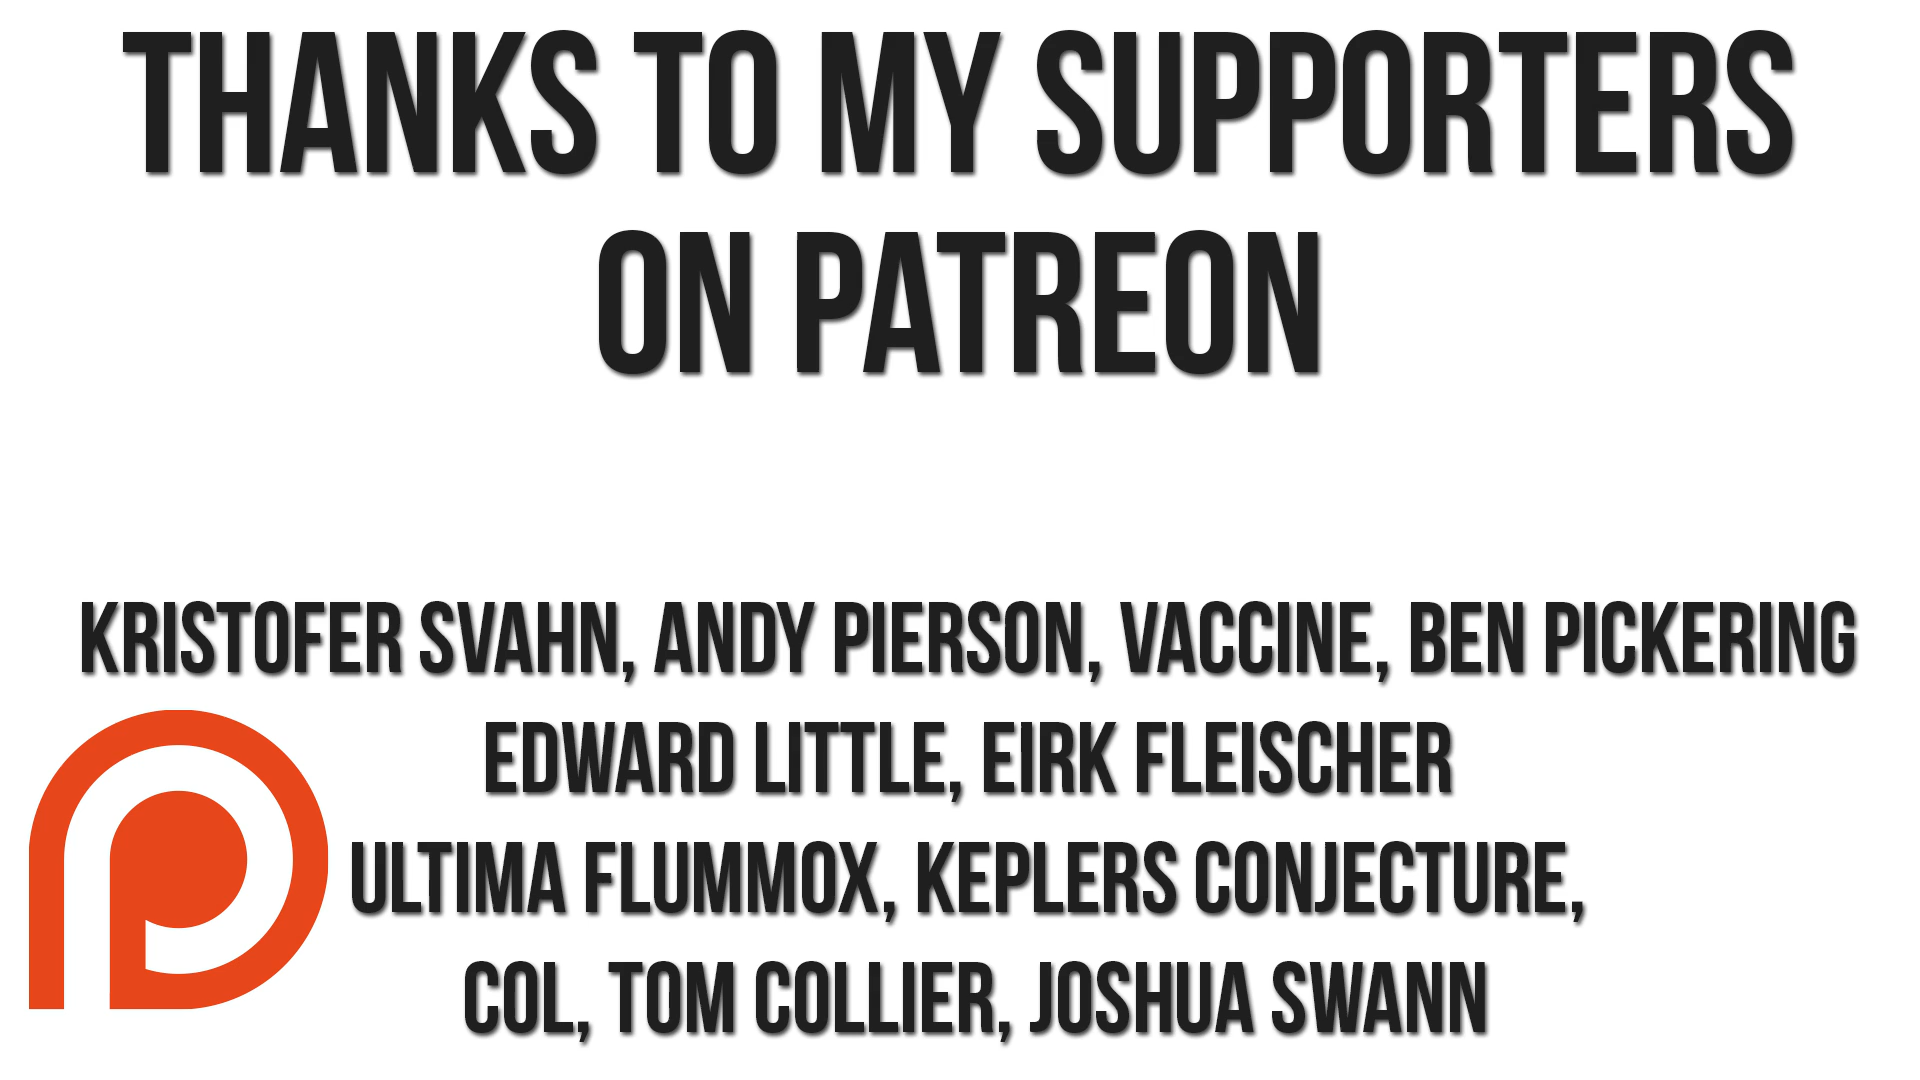 THANKS TO MY SUPPORTERS
ON PATREON
KRISTOFER SVAHN, ANDY PIERSON, VACCINE, BEN PICKERING
EDWARD LITTLE, EIRK FLEISCHER
ULTIMA FLUMMOX, KEPLERS CONJECTURE,
COL, TOM COLLIER, JOSHUA SWANN